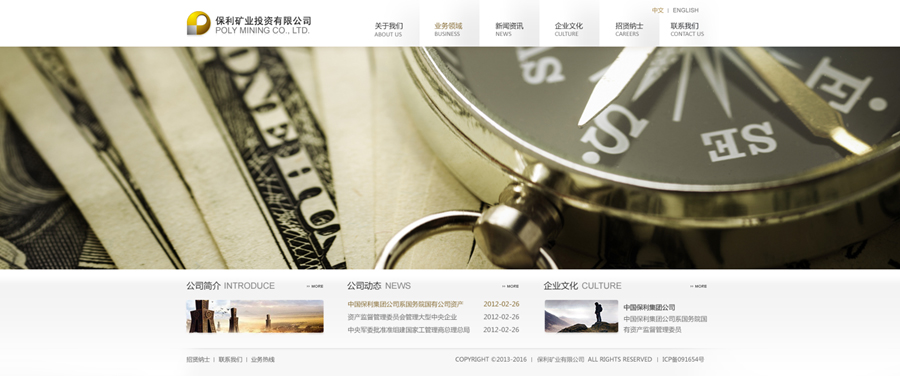 中文 | ENGLISH
保利矿业投资有限公司
POLY MINING CO., LTD.
关于我们 业务领域 新闻资讯 企业文化 招贤纳士 联系我们
ABOUT US BUSINESS NEWS CULTURE CAREERS CONTACT US
ONE HU
S SE E S
公司简介 INTRODUCE >> MORE
公司动态 NEWS >> MORE
中国保利集团公司系国务院国有公司资产 2012-02-26
资产监督管理委员会管理大型中央企业 2012-02-26
中央军委批准准组建国家工管理商总理总局 2012-02-26
企业文化 CULTURE >> MORE
中国保利集团公司
中国保利集团公司系国务院国
有资产监督管理委员
招贤纳士 | 联系我们 | 业务热线
COPYRIGHT ©2013-2016 | 保利矿业有限公司 ALL RIGHTS RESERVED | ICP备091654号